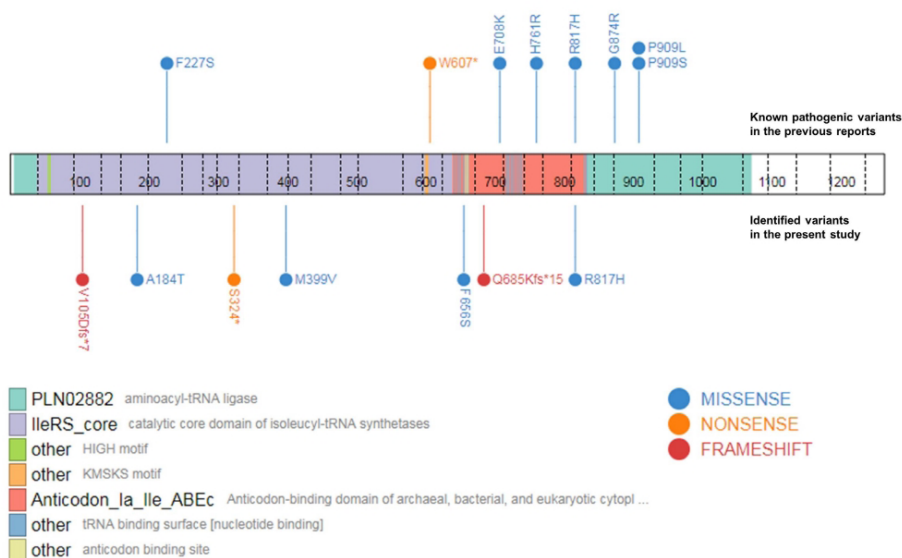 E708K
H761R
R817H
G874R
P909L
F227S
W607*
P909S
Known pathogenic variants
in the previous reports
100
200
300
400
500
600
700
800
900
1000
1100
1200
Identified variants
in the present study
V105Dfs*7
A184T
S324*
M399V
F656S
Q685Kfs*15
R817H
PLN02882 aminoacyl-tRNA ligase
IleRS_core catalytic core domain of isoleucyl-tRNA synthetases
other HIGH motif
other KMSKS motif
Anticodon_Ia_Ile_ABEc Anticodon-binding domain of archaeal, bacterial, and eukaryotic cytopl ...
other tRNA binding surface [nucleotide binding]
other anticodon binding site
MISSENSE
NONSENSE
FRAMESHIFT